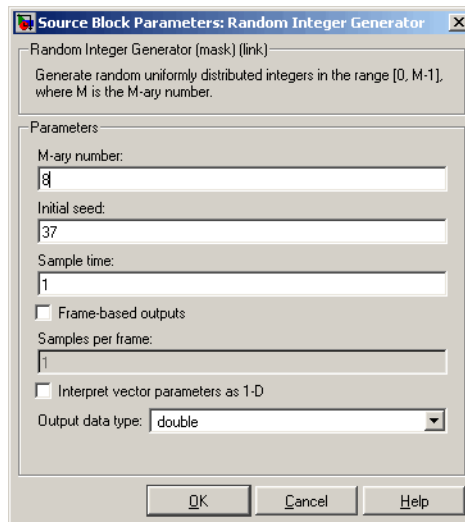 Source Block Parameters: Random Integer Generator
Random Integer Generator (mask) (link)
Generate random uniformly distributed integers in the range [0, M-1],
where M is the M-ary number.
Parameters
M-ary number:
8
Initial seed:
37
Sample time:
1
Frame-based outputs
Samples per frame:
1
Interpret vector parameters as 1-D
Output data type: double
OK Cancel Help